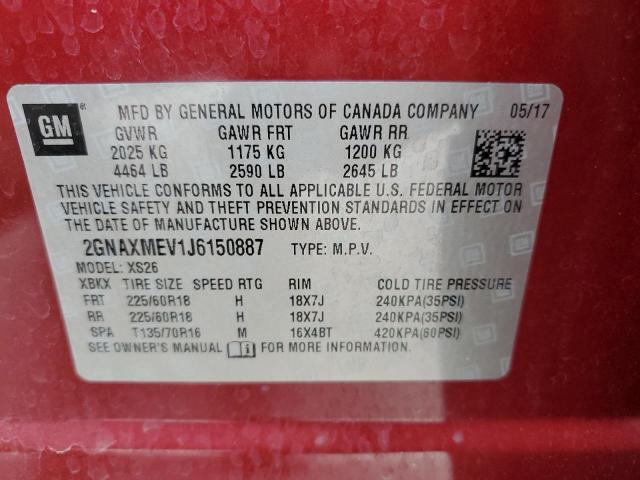 GM® MFD BY GENERAL MOTORS OF CANADA COMPANY 05/17
GVWR GAWR FRT GAWR RR
2025 KG 1175 KG 1200 KG
4464 LB 2590 LB 2645 LB
THIS VEHICLE CONFORMS TO ALL APPLICABLE U.S. FEDERAL MOTOR
VEHICLE SAFETY AND THEFT PREVENTION STANDARDS IN EFFECT ON
THE DATE OF MANUFACTURE SHOWN ABOVE.
2GNAXMEV1J6150887 TYPE: M.P.V.
MODEL: XS26
XBKX TIRE SIZE SPEED RTG RIM COLD TIRE PRESSURE
FRT 225/60R18 H 18X7J 240KPA(35PSI)
RR 225/60R18 H 18X7J 240KPA(35PSI)
SPA T135/70R16 M 16X4BT 420KPA(60PSI)
SEE OWNER'S MANUAL FOR MORE INFORMATION.